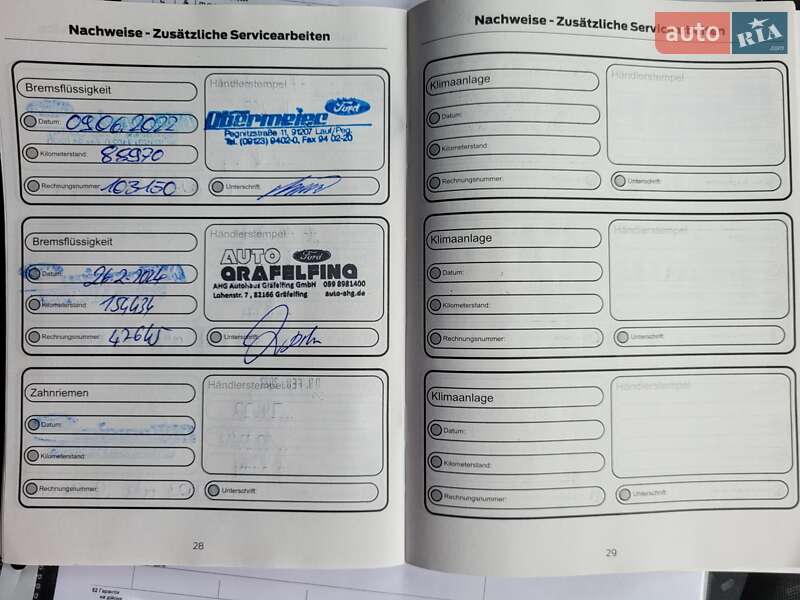 Nachweise - Zusätzliche Servicearbeiten
Bremsflüssigkeit
Datum: 09.06.2022
Kilometerstand: 88970
Rechnungsnummer: 103150
Händlerstempel
Obermeier Ford
Pegnitzstraße 11, 91207 Lauf/Peg.
Tel. (09123) 9402-0, Fax 94 02-20
Unterschrift:
Bremsflüssigkeit
Datum: 26.2.2024
Kilometerstand: 154434
Rechnungsnummer: 42645
Händlerstempel
AUTO Ford
GRÄFELFING
AHG Autohaus Gräfelfing GmbH 089 8981400
Lohenstr. 7, 82166 Gräfelfing auto-ahg.de
Unterschrift:
Zahnriemen
Datum:
Kilometerstand:
Rechnungsnummer:
Händlerstempel
Unterschrift:
28
Nachweise - Zusätzliche Servicearbeiten
auto RIA .com
Klimaanlage
Datum:
Kilometerstand:
Rechnungsnummer:
Händlerstempel
Unterschrift:
Klimaanlage
Datum:
Kilometerstand:
Rechnungsnummer:
Händlerstempel
Unterschrift:
Klimaanlage
Datum:
Kilometerstand:
Rechnungsnummer:
Händlerstempel
Unterschrift:
29